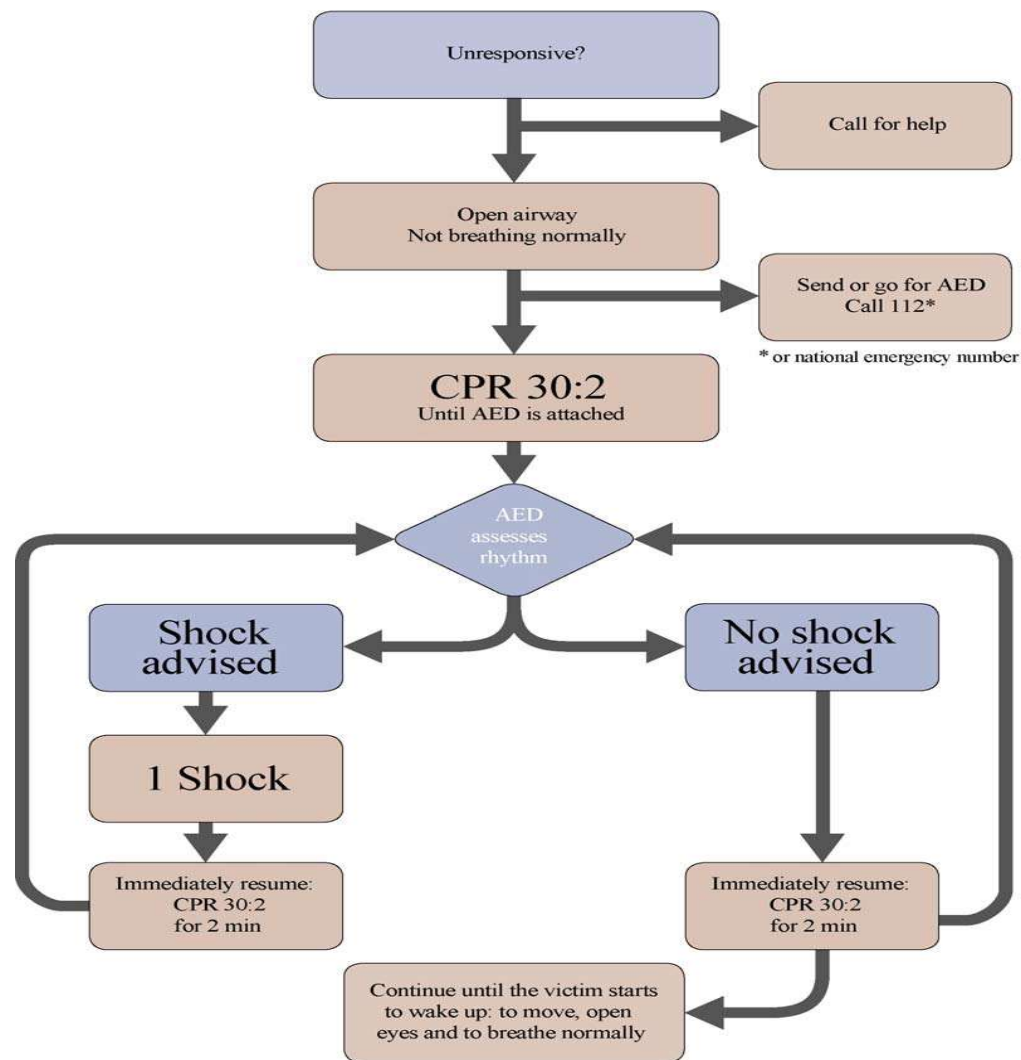 Unresponsive?
Call for help
Open airway
Not breathing normally
Send or go for AED
Call 112*
* or national emergency number
CPR 30:2
Until AED is attached
AED
assesses
rhythm
Shock
advised
No shock
advised
1 Shock
Immediately resume:
CPR 30:2
for 2 min
Immediately resume:
CPR 30:2
for 2 min
Continue until the victim starts
to wake up: to move, open
eyes and to breathe normally